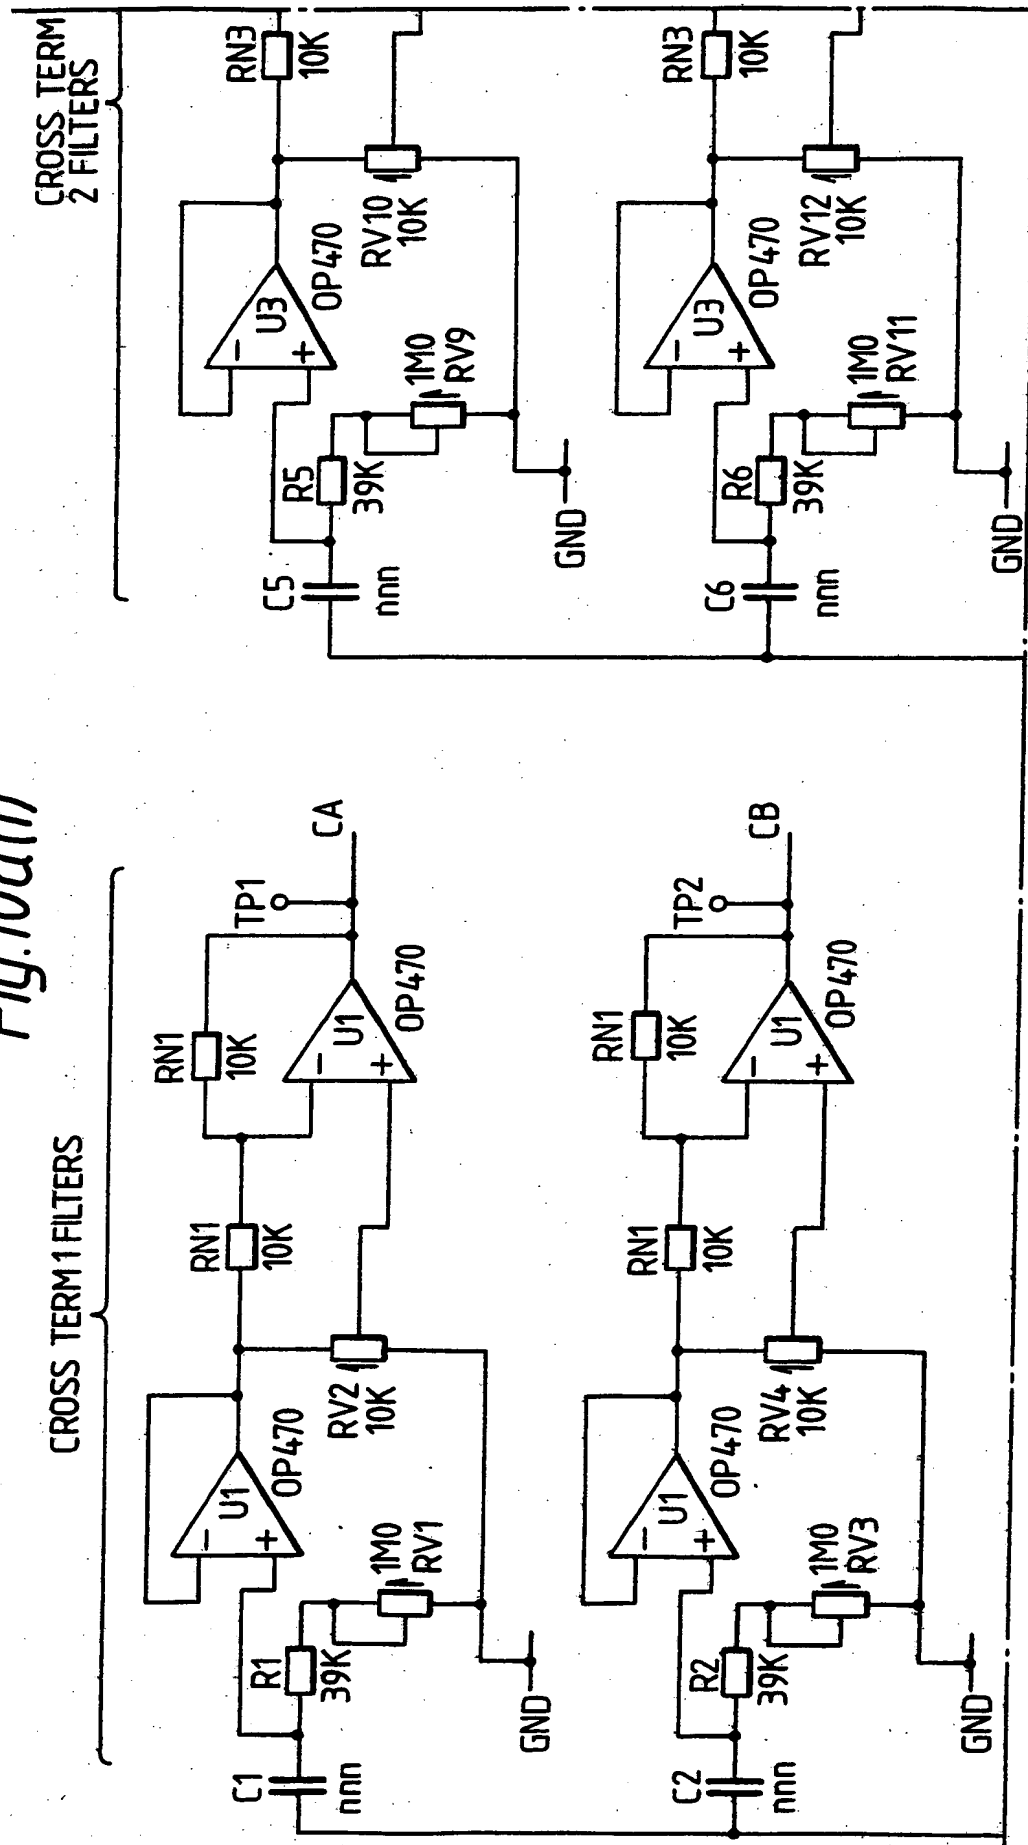 Fig.10a(i)
CROSS TERM 1 FILTERS
C1
nnn
R1
39K
1M0
RV1
GND
U1
OP470
RV2
10K
RN1
10K
RN1
10K
U1
OP470
TP1
CA
C2
nnn
R2
39K
1M0
RV3
GND
U1
OP470
RV4
10K
RN1
10K
RN1
10K
U1
OP470
TP2
CB
CROSS TERM
2 FILTERS
C5
nnn
R5
39K
1M0
RV9
GND
U3
OP470
RV10
10K
RN3
10K
C6
nnn
R6
39K
1M0
RV11
GND
U3
OP470
RV12
10K
RN3
10K